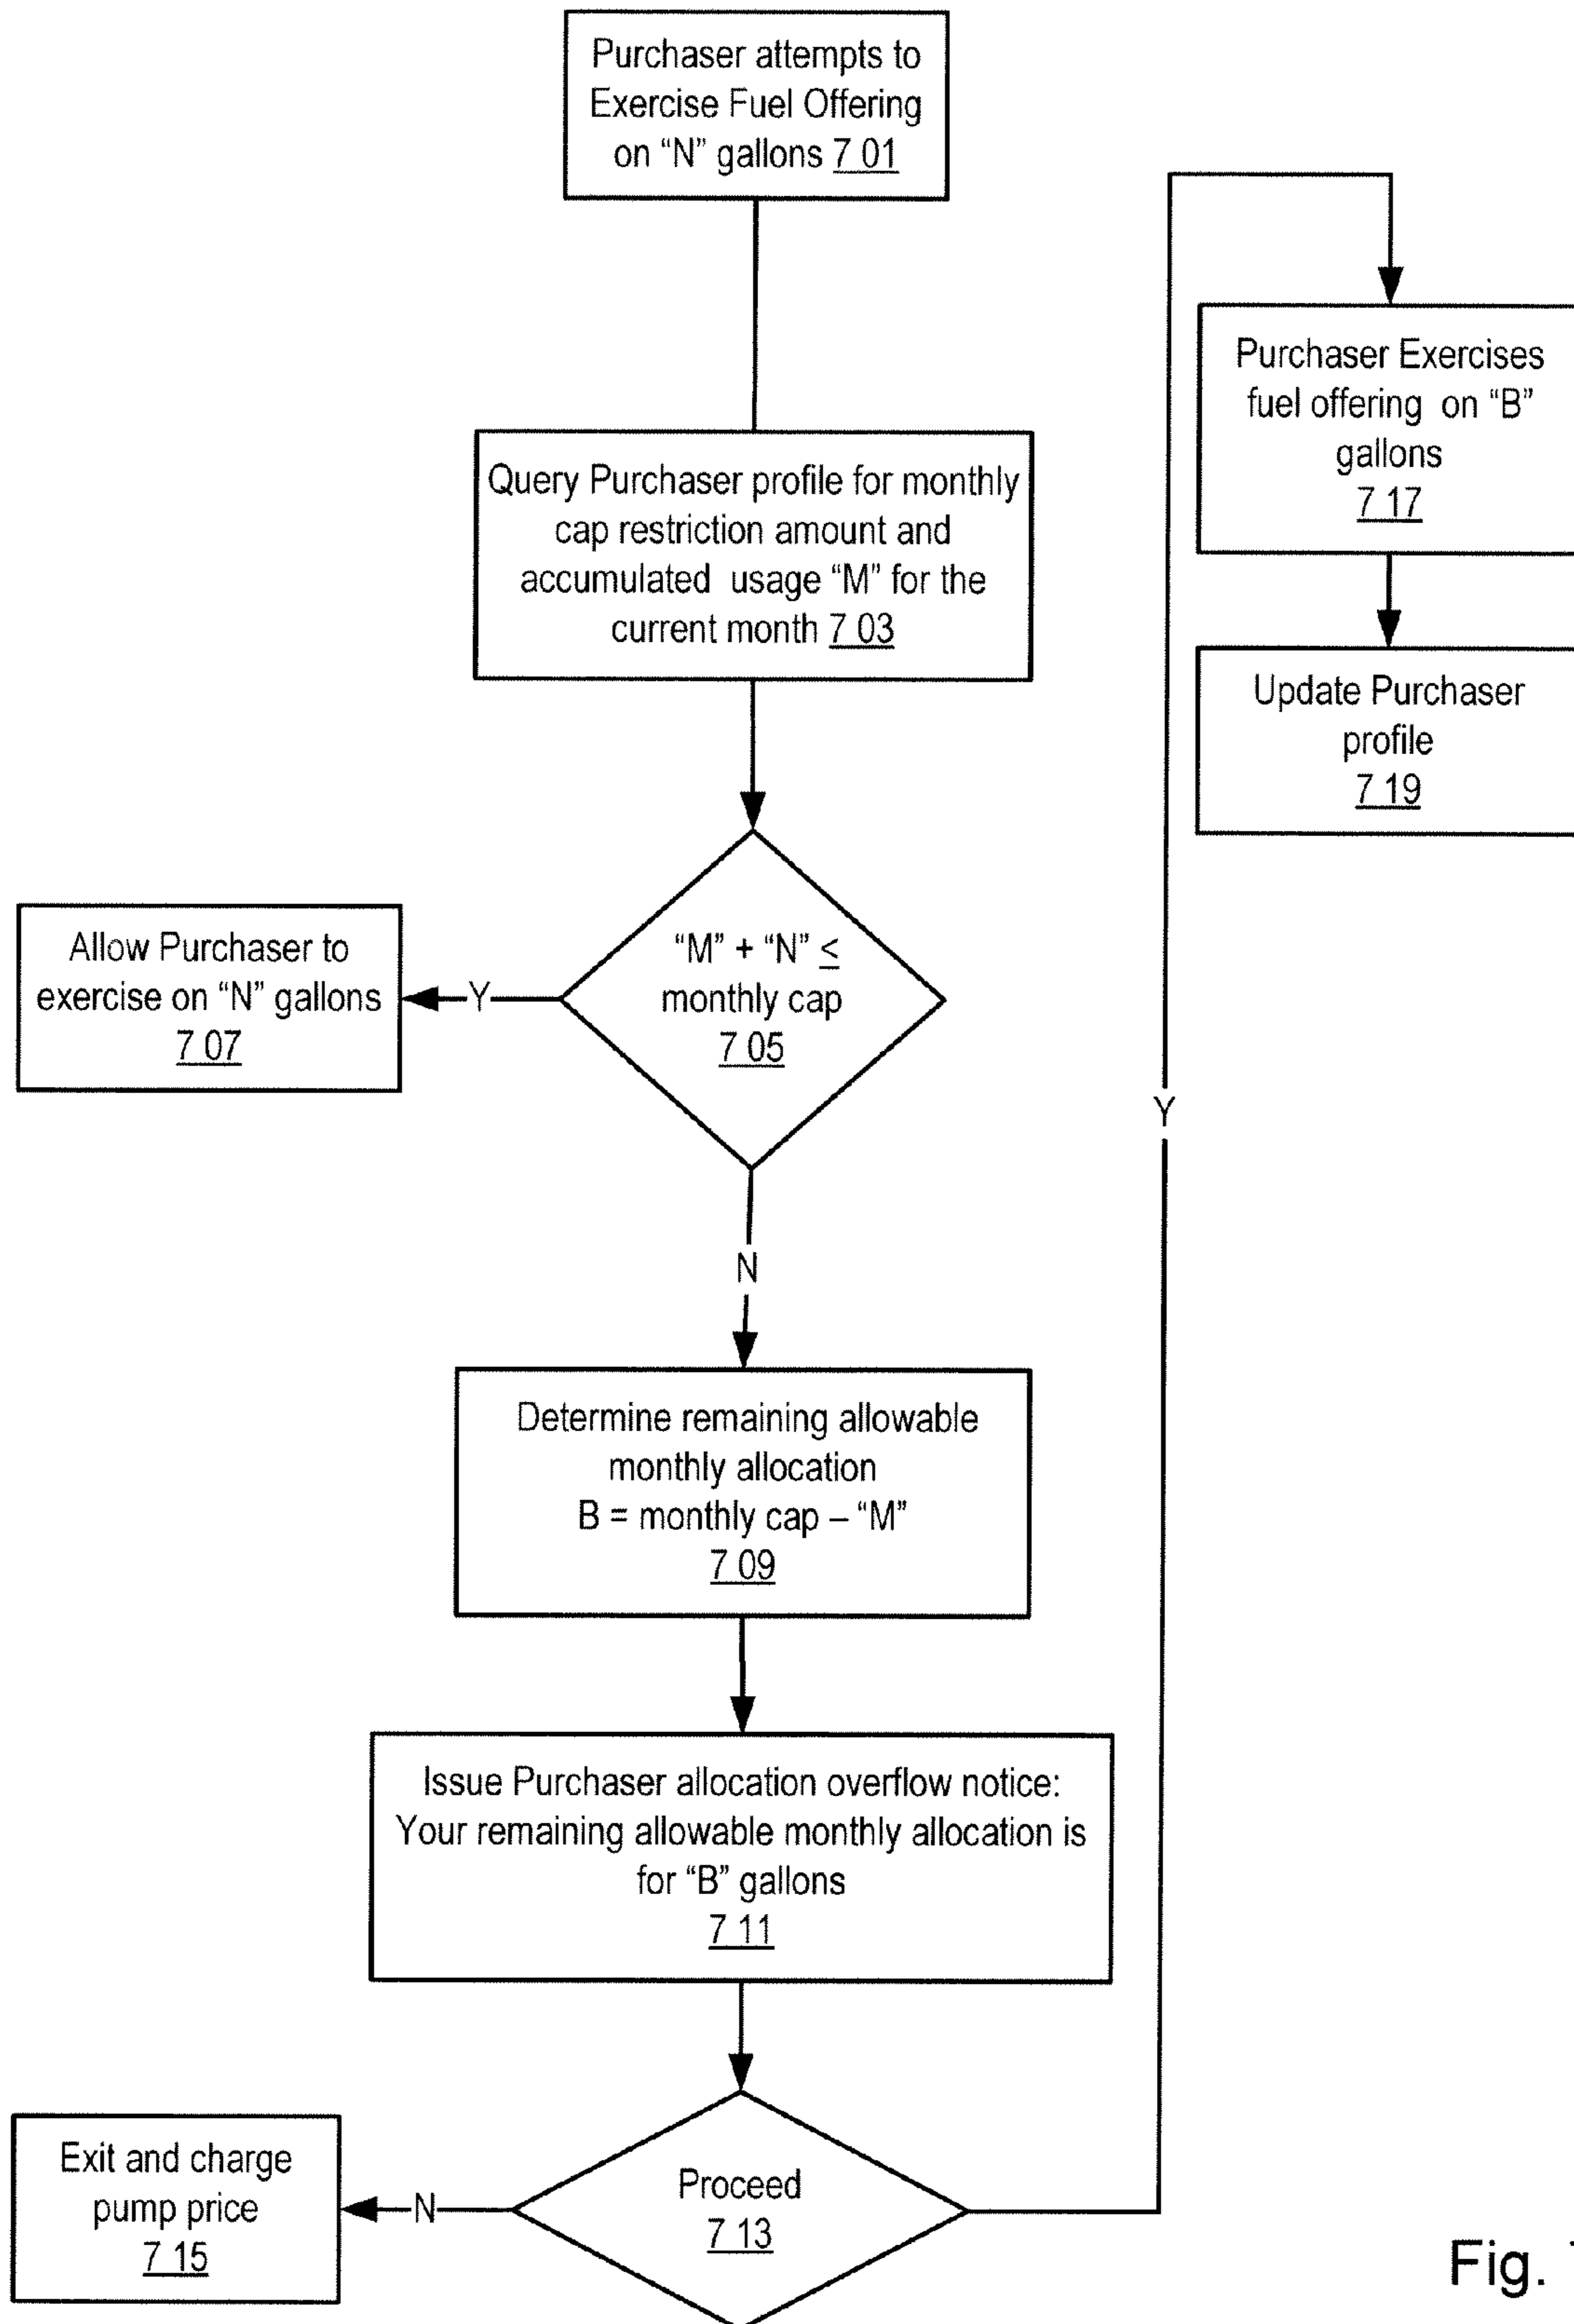 Purchaser attempts to
Exercise Fuel Offering
on “N” gallons 7 01
Query Purchaser profile for monthly
cap restriction amount and
accumulated usage “M” for the
current month 7 03
“M” + “N” ≤
monthly cap
7 05
Y
Allow Purchaser to
exercise on “N” gallons
7 07
N
Determine remaining allowable
monthly allocation
B = monthly cap – “M”
7 09
Issue Purchaser allocation overflow notice:
Your remaining allowable monthly allocation is
for “B” gallons
7 11
Proceed
7 13
N
Exit and charge
pump price
7 15
Y
Purchaser Exercises
fuel offering on “B”
gallons
7 17
Update Purchaser
profile
7 19
Fig.